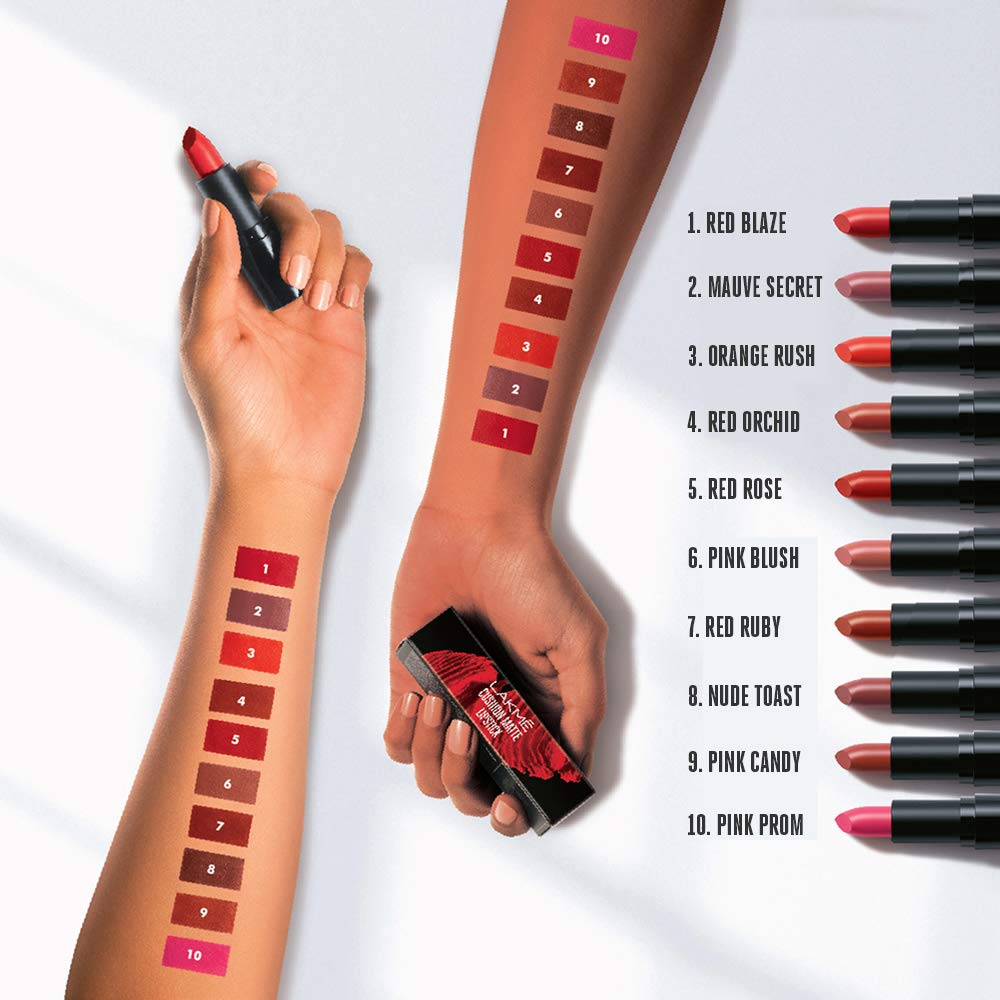 10
9
8
7
6
5
4
3
2
1
1
2
3
4
5
6
7
8
9
10
LAKMĒ
CUSHION MATTE
LIPSTICK
1. RED BLAZE
2. MAUVE SECRET
3. ORANGE RUSH
4. RED ORCHID
5. RED ROSE
6. PINK BLUSH
7. RED RUBY
8. NUDE TOAST
9. PINK CANDY
10. PINK PROM